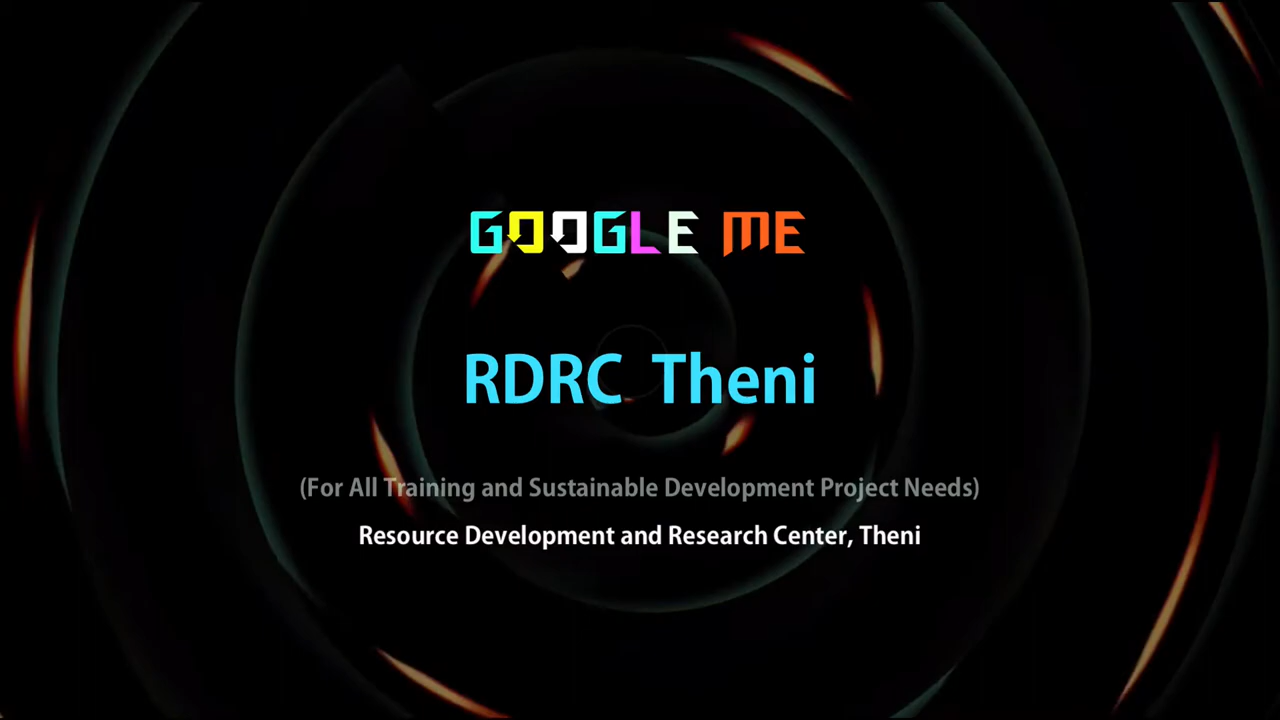 GOOGLE ME
RDRC Theni
(For All Training and Sustainable Development Project Needs)
Resource Development and Research Center, Theni